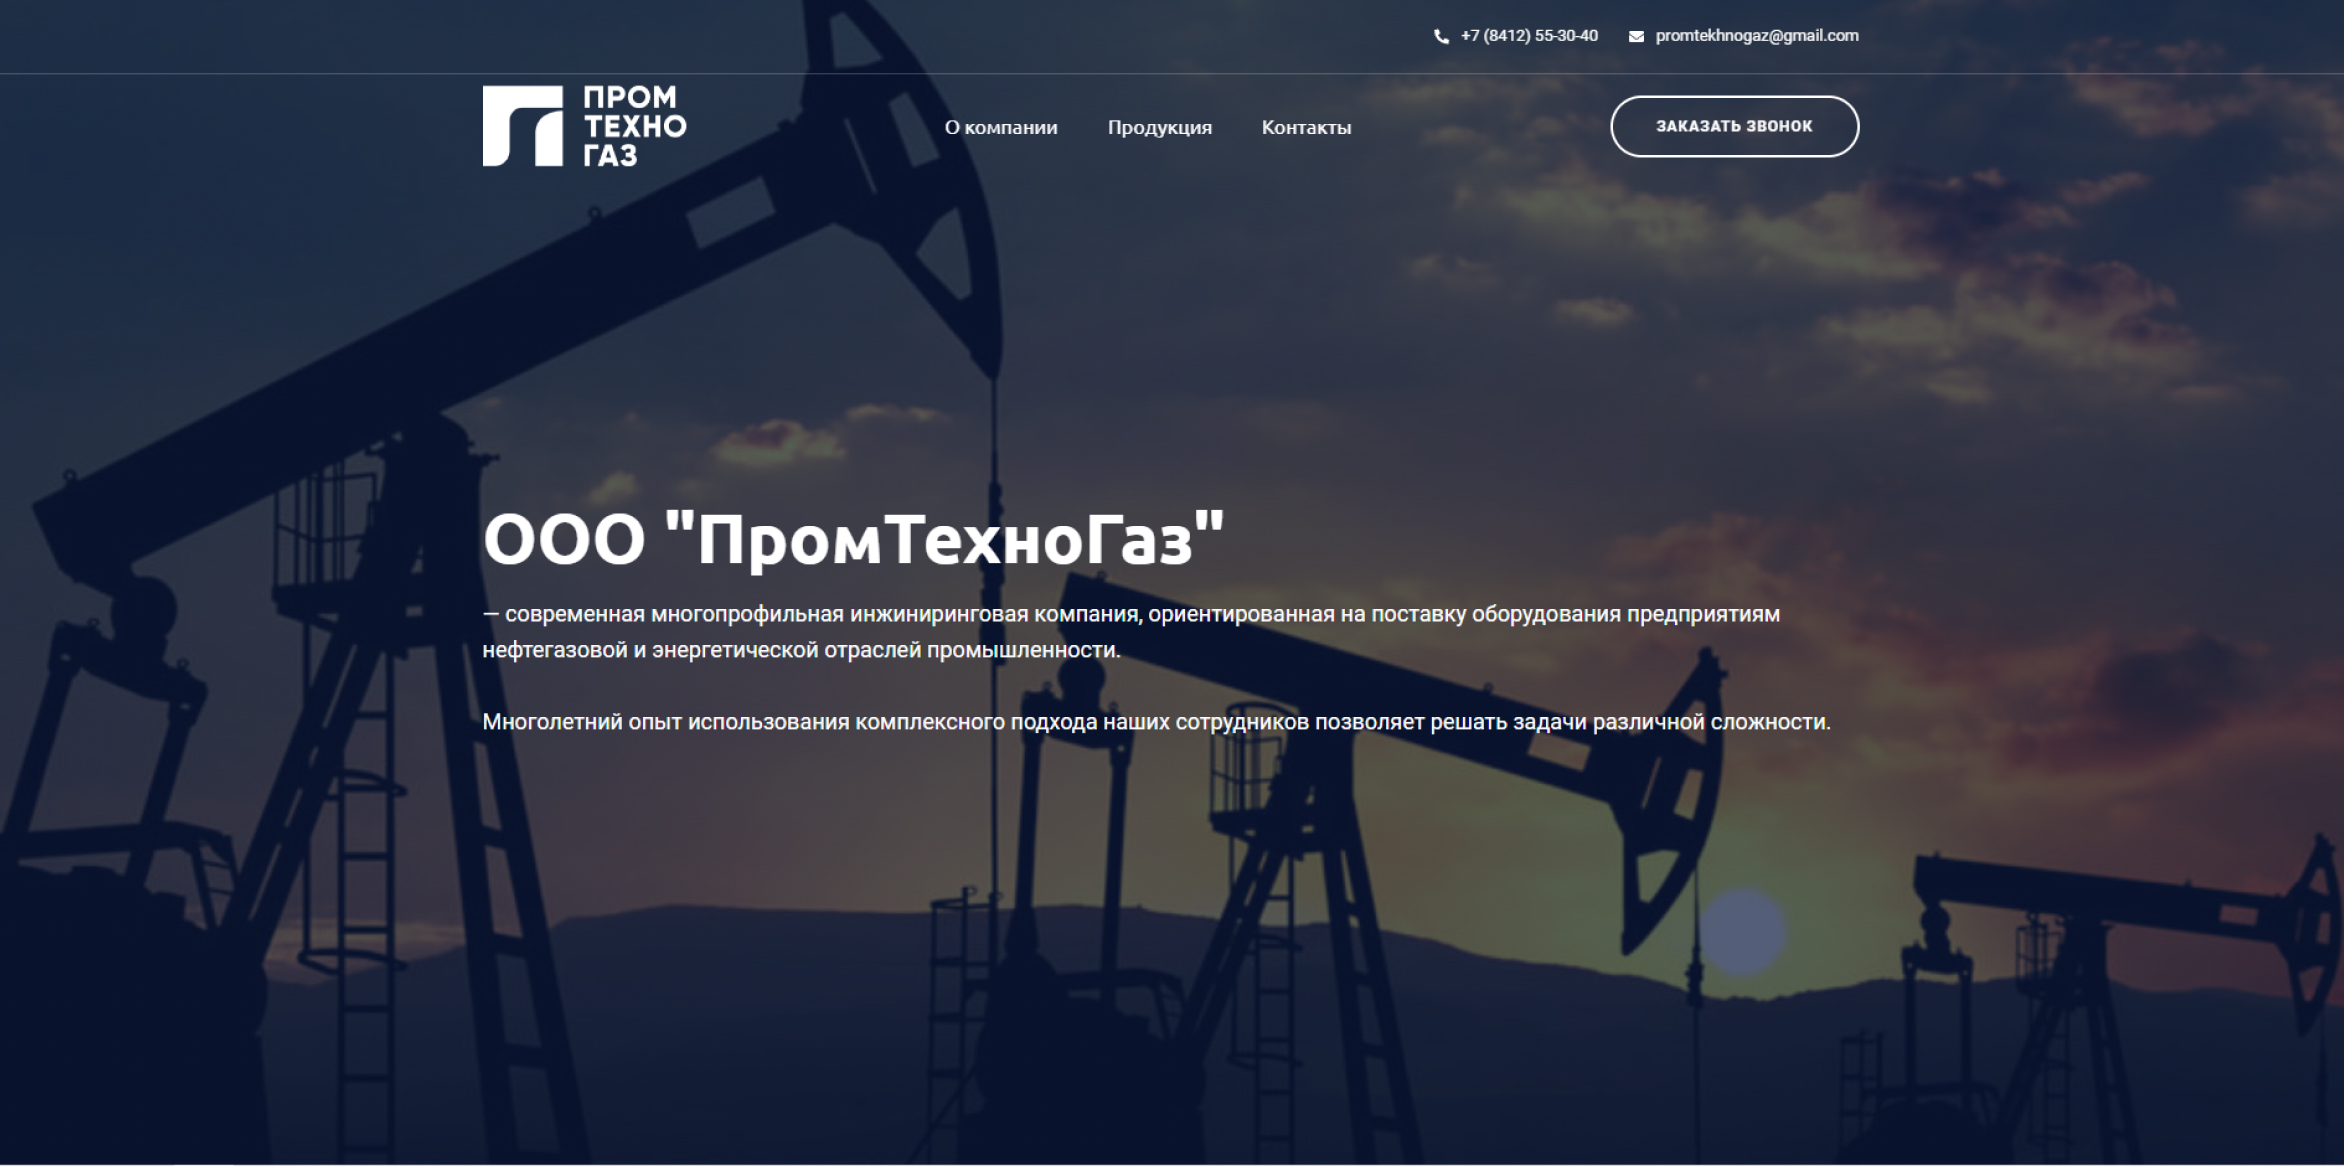 +7 (8412) 55-30-40 promtekhnogaz@gmail.com
ПРОМ
ТЕХНО
ГАЗ
О компании Продукция Контакты
ЗАКАЗАТЬ ЗВОНОК
ООО "ПромТехноГаз"
— современная многопрофильная инжиниринговая компания, ориентированная на поставку оборудования предприятиям
нефтегазовой и энергетической отраслей промышленности.
Многолетний опыт использования комплексного подхода наших сотрудников позволяет решать задачи различной сложности.